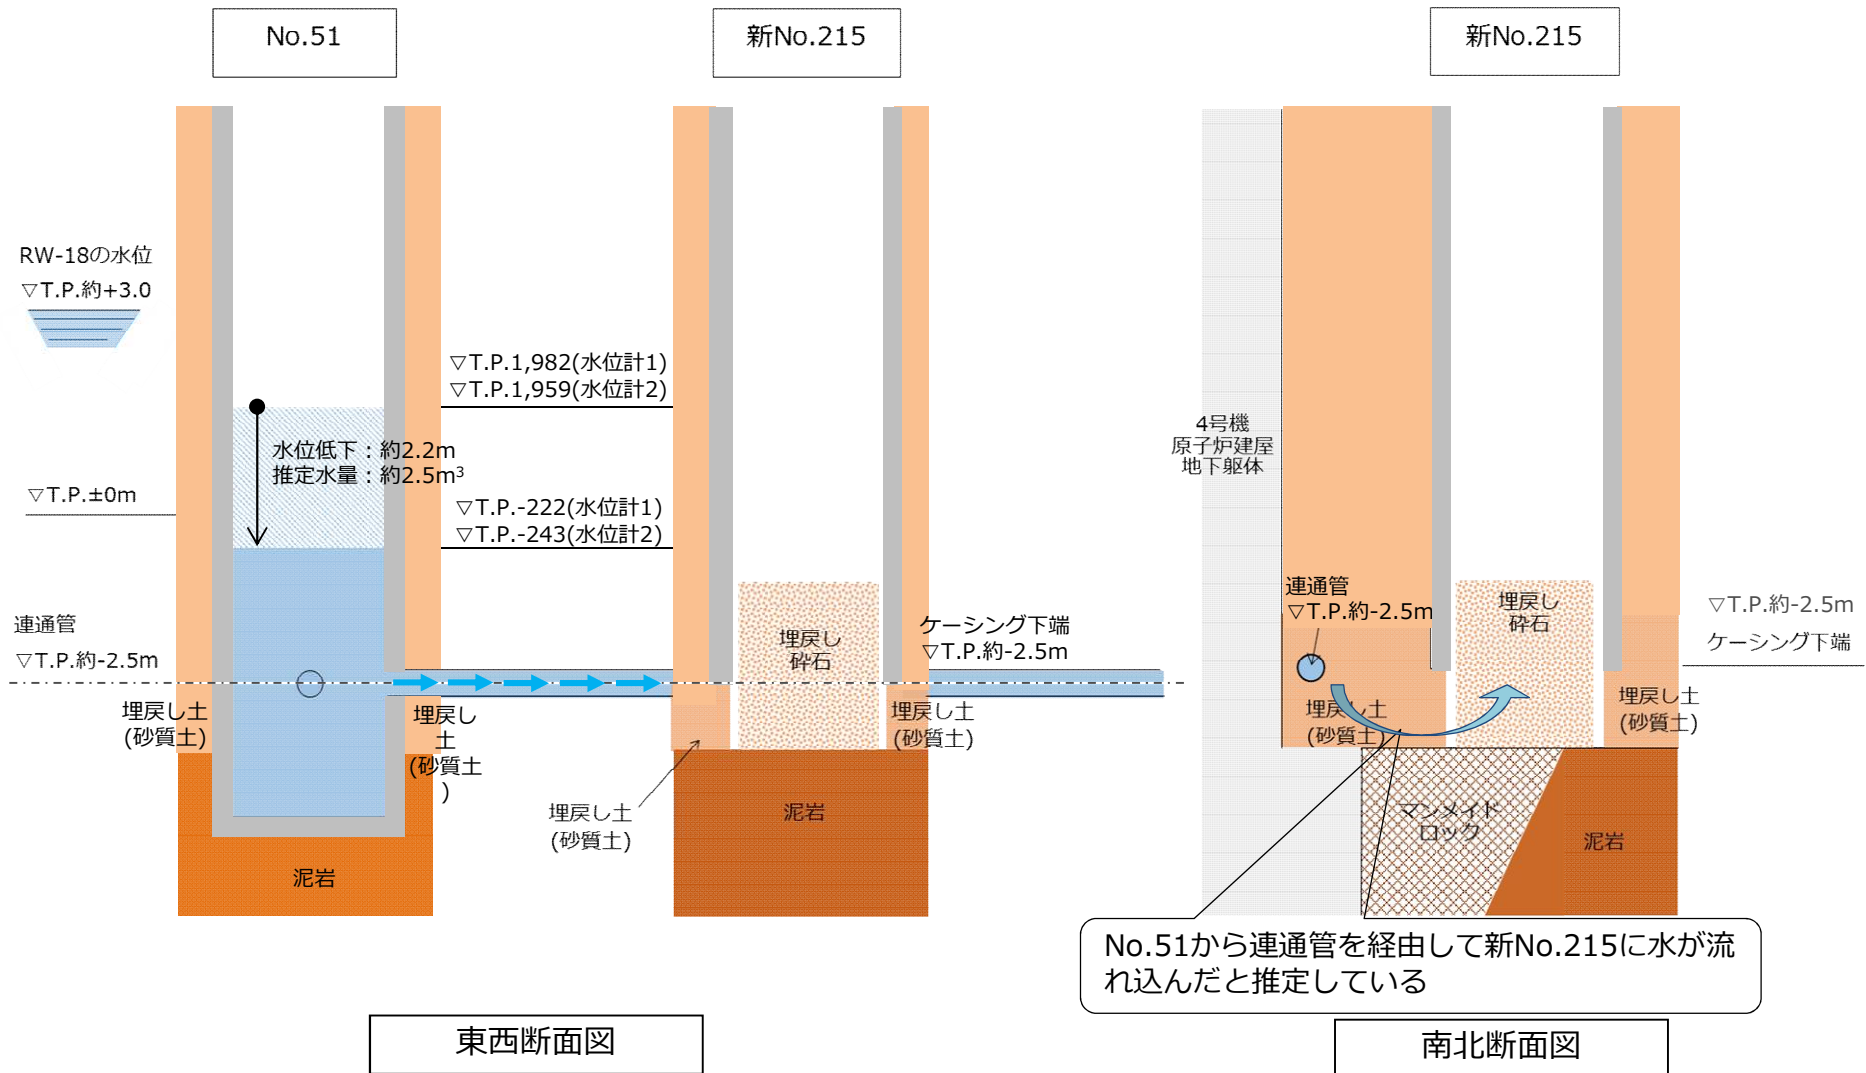 No.51
新No.215
新No.215
RW-18の水位
▽T.P.約+3.0
▽T.P.1,982(水位計1)
▽T.P.1,959(水位計2)
水位低下：約2.2m
推定水量：約2.5m³
▽T.P.±0m
▽T.P.-222(水位計1)
▽T.P.-243(水位計2)
4号機
原子炉建屋
地下躯体
連通管
▽T.P.約-2.5m
埋戻し
砕石
ケーシング下端
▽T.P.約-2.5m
連通管
▽T.P.約-2.5m
埋戻し
砕石
▽T.P.約-2.5m
ケーシング下端
埋戻し土
(砂質土)
埋戻し
土
(砂質土
)
埋戻し土
(砂質土)
埋戻し土
(砂質土)
埋戻し土
(砂質土)
埋戻し土
(砂質土)
泥岩
泥岩
マンメイド
ロック
泥岩
No.51から連通管を経由して新No.215に水が流
れ込んだと推定している
東西断面図
南北断面図